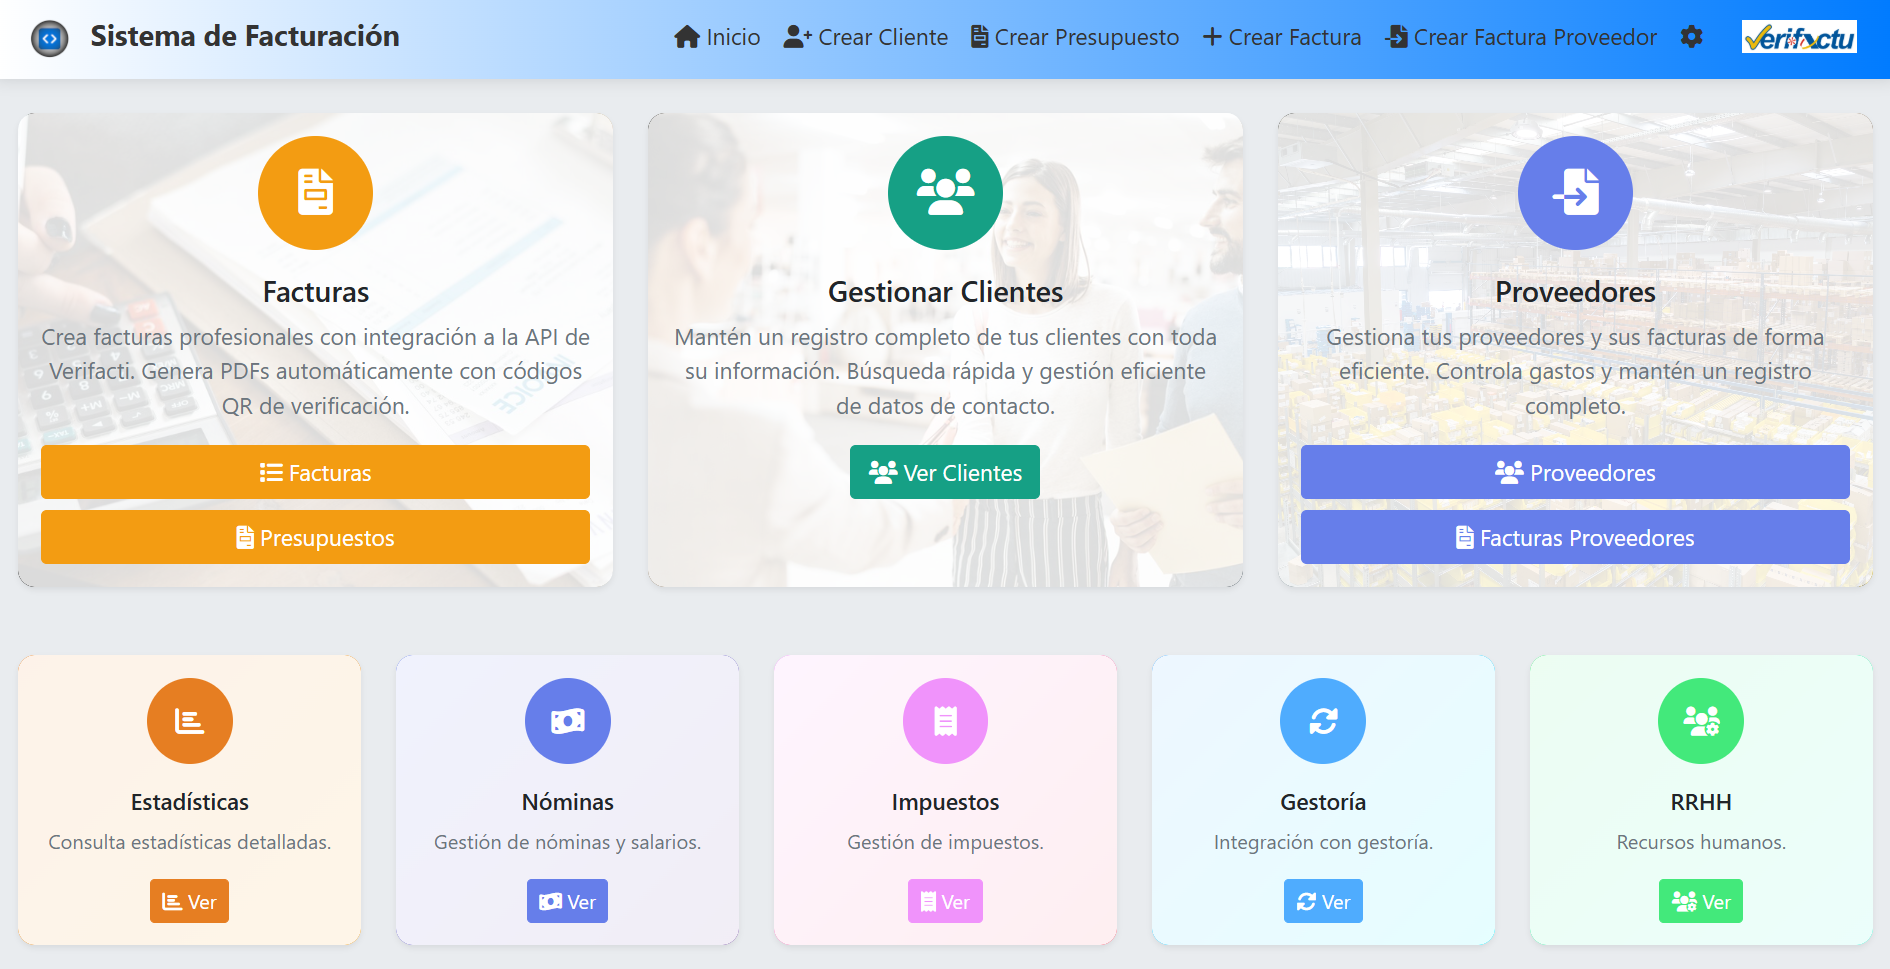 Sistema de Facturación
Inicio
Crear Cliente
Crear Presupuesto
Crear Factura
Crear Factura Proveedor
Verifactu
Facturas
Crea facturas profesionales con integración a la API de
Verifacti. Genera PDFs automáticamente con códigos
QR de verificación.
Facturas
Presupuestos
Gestionar Clientes
Mantén un registro completo de tus clientes con toda
su información. Búsqueda rápida y gestión eficiente
de datos de contacto.
Ver Clientes
Proveedores
Gestiona tus proveedores y sus facturas de forma
eficiente. Controla gastos y mantén un registro
completo.
Proveedores
Facturas Proveedores
Estadísticas
Consulta estadísticas detalladas.
Ver
Nóminas
Gestión de nóminas y salarios.
Ver
Impuestos
Gestión de impuestos.
Ver
Gestoría
Integración con gestoría.
Ver
RRHH
Recursos humanos.
Ver